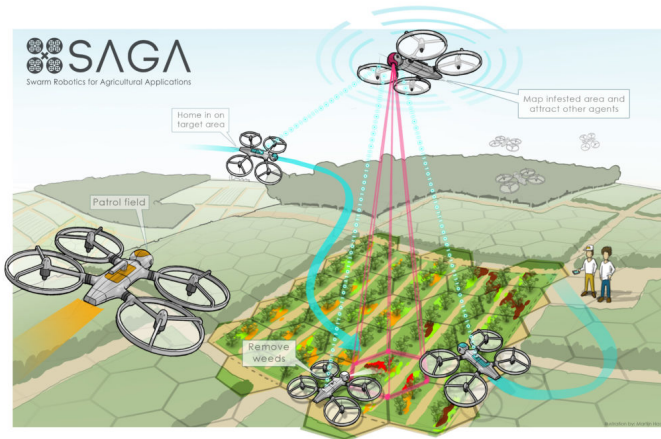 SAGA
Swarm Robotics for Agricultural Applications
Map infested area and
attract other agents
Home in on
target area
Patrol field
Remove
weeds